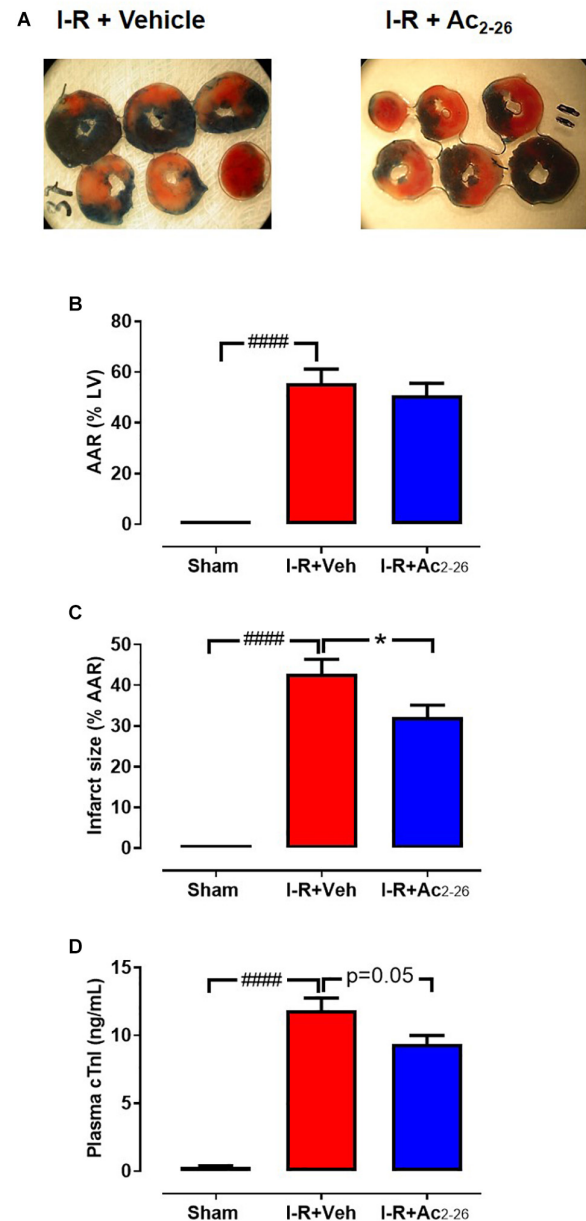 A
I-R + Vehicle
I-R + Ac2-26
37
B
AAR (% LV)
80
60
40
20
0
####
Sham
I-R+Veh
I-R+Ac2-26
C
Infarct size (% AAR)
50
40
30
20
10
0
####
*
Sham
I-R+Veh
I-R+Ac2-26
D
Plasma cTnI (ng/mL)
15
10
5
0
####
p=0.05
Sham
I-R+Veh
I-R+Ac2-26